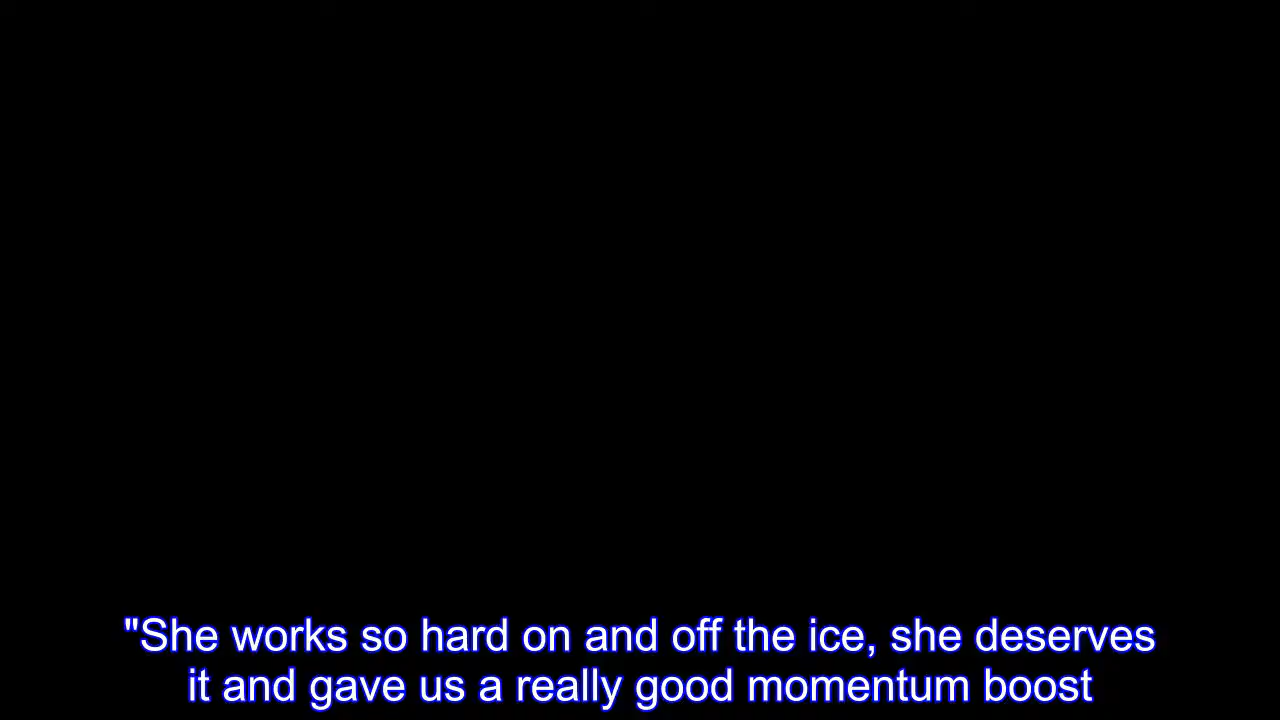 "She works so hard on and off the ice, she deserves
it and gave us a really good momentum boost